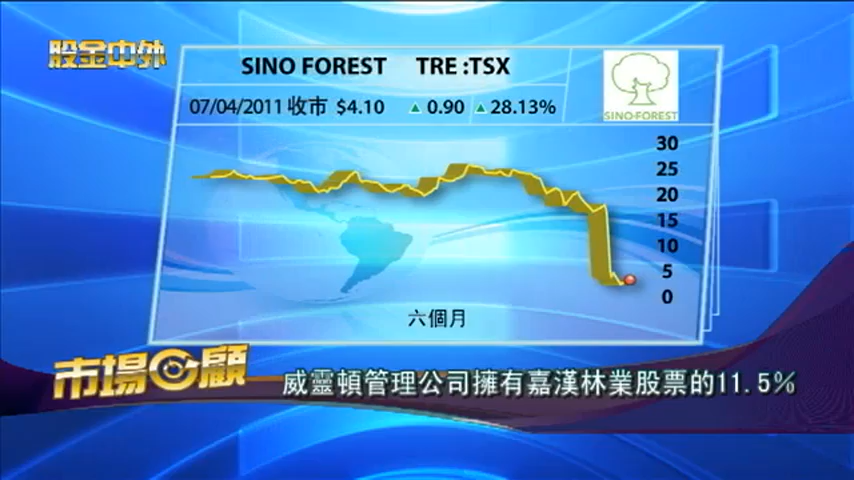 股金中外
SINO FOREST TRE :TSX
07/04/2011 收市 $4.10 ▲ 0.90 ▲ 28.13%
SINO-FOREST
30
25
20
15
10
5
0
六個月
市場回顧
威靈頓管理公司擁有嘉漢林業股票的11.5%